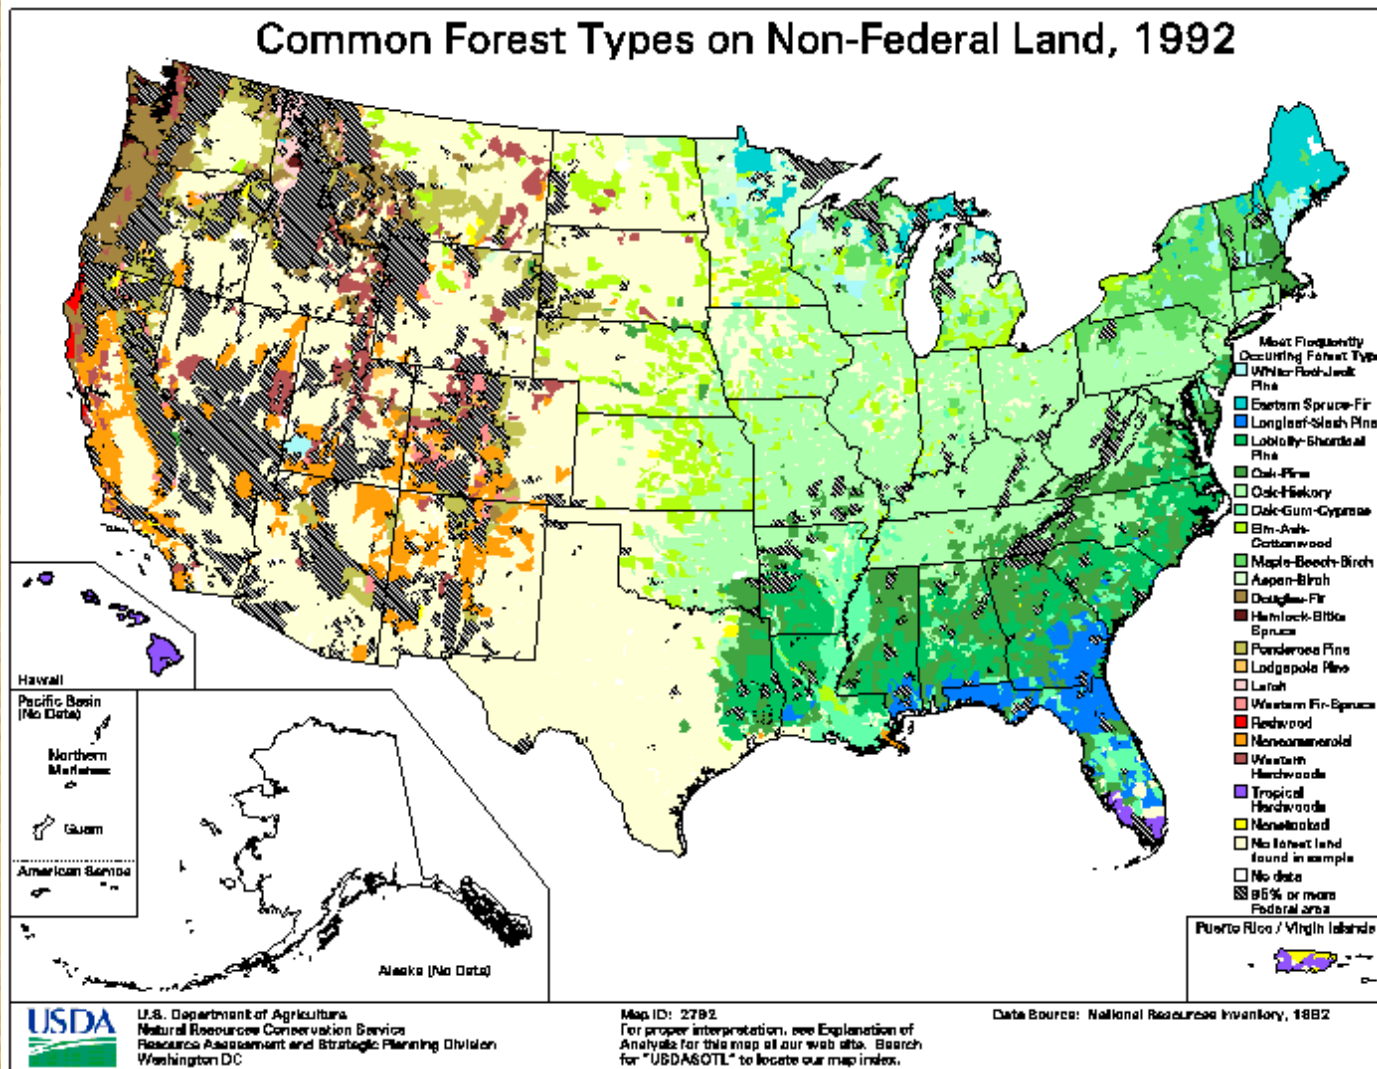 Common Forest Types on Non-Federal Land, 1992
Most Frequently
Occurring Forest Type
White-Red-Jack
Pine
Eastern Spruce-Fir
Longleaf-Slash Pine
Loblolly-Shortleaf
Pine
Oak-Pine
Oak-Hickory
Oak-Gum-Cypress
Elm-Ash-
Cottonwood
Maple-Beech-Birch
Aspen-Birch
Douglas-Fir
Hemlock-Sitka
Spruce
Ponderosa Pine
Lodgepole Pine
Larch
Western Fir-Spruce
Redwood
Noncommercial
Western
Hardwoods
Tropical
Hardwoods
Nonstocked
No forest land
found in sample
No data
95% or more
Federal area
Hawaii
Pacific Basin
(No Data)
Northern
Marianas
Guam
American Samoa
Alaska (No Data)
Puerto Rico / Virgin Islands
USDA
U.S. Department of Agriculture
Natural Resources Conservation Service
Resource Assessment and Strategic Planning Division
Washington DC
Map ID: 2792
For proper interpretation, see Explanation of
Analysis for this map at our web site. Search
for "USDASOTL" to locate our map index.
Data Source: National Resources Inventory, 1992